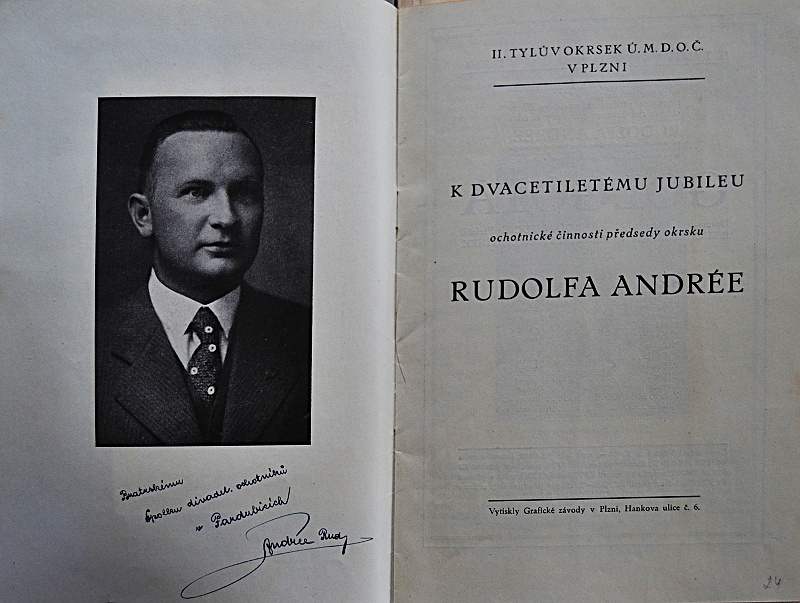 Bratrskému
Spolku divadel. ochotníků
v Pardubicích
Andrée Rud
II. TYLŮV OKRSEK Ú. M. D. O. Č.
V PLZNI
K DVACETILETÉMU JUBILEU
ochotnické činnosti předsedy okrsku
RUDOLFA ANDRÉE
Vytiskly Grafické závody v Plzni, Hankova ulice č. 6.
24